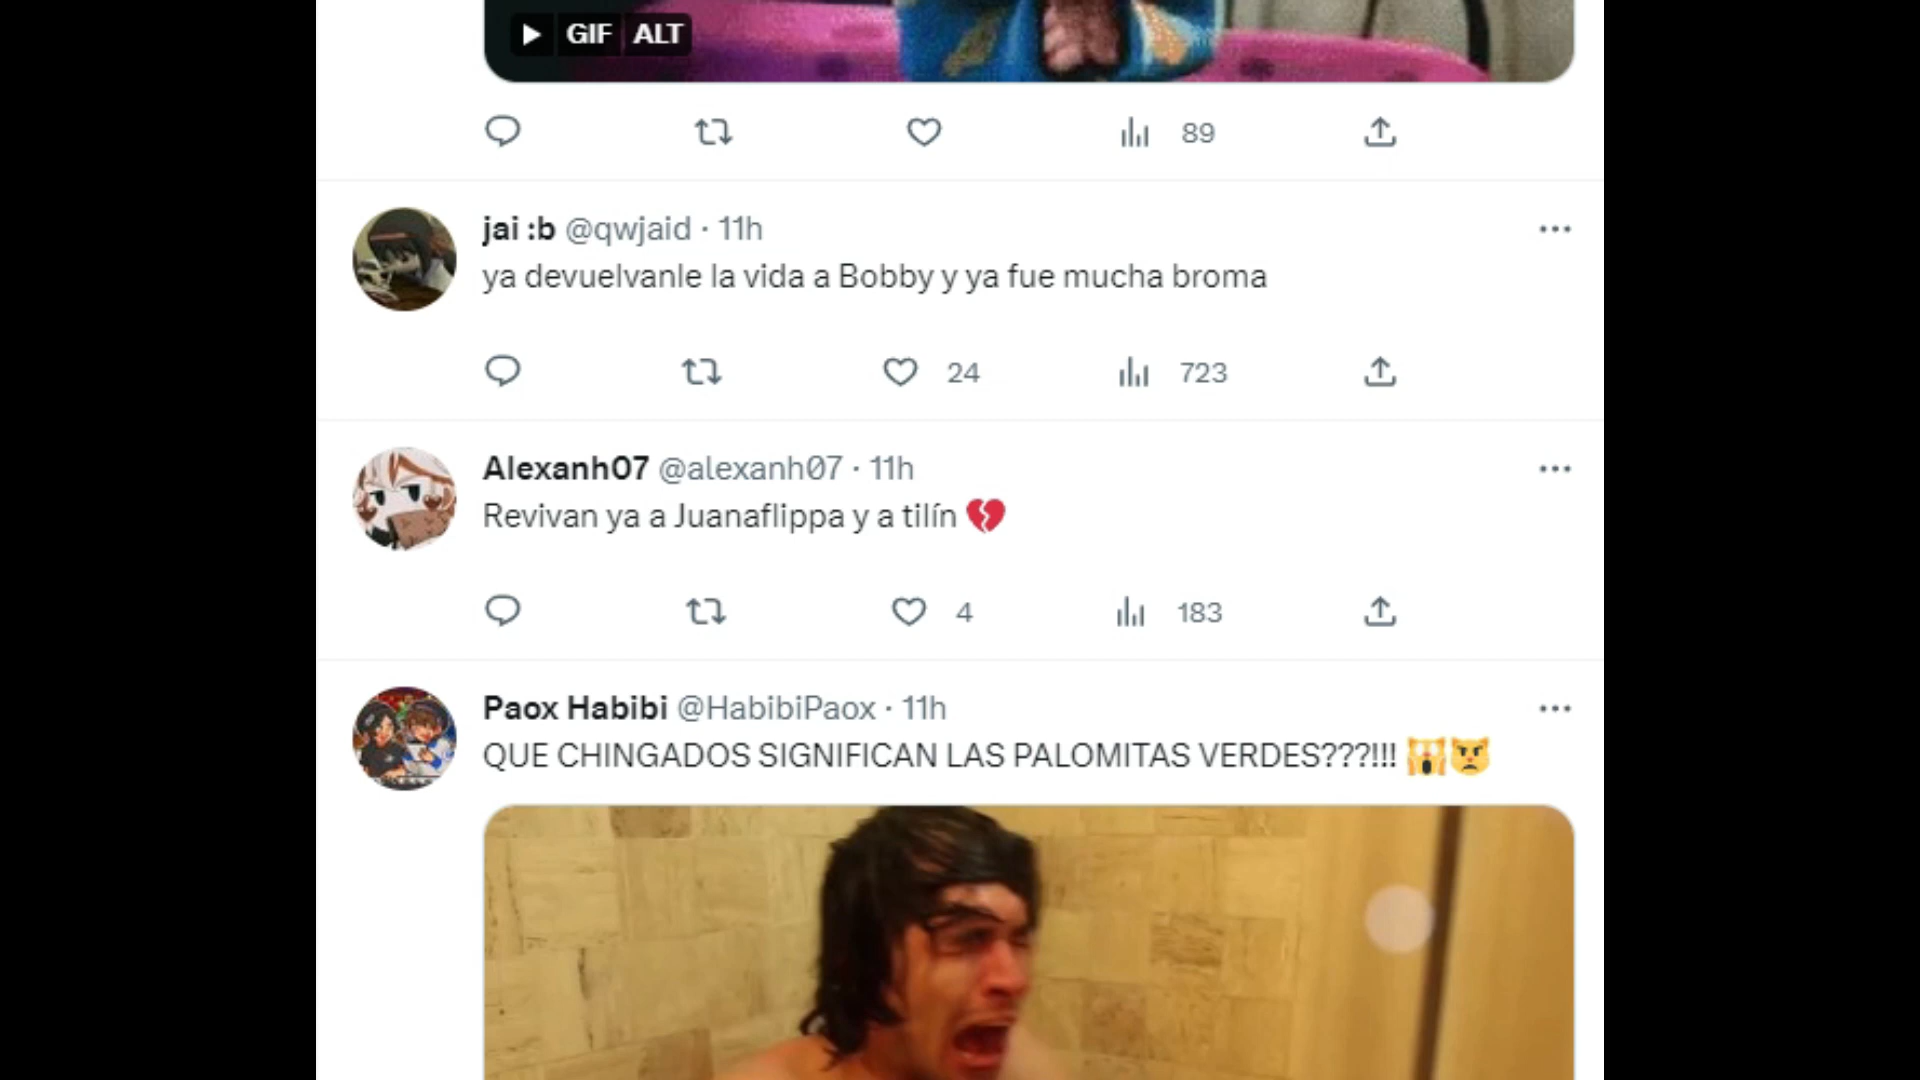 GIF ALT
89
jai :b @qwjaid · 11h
ya devuelvanle la vida a Bobby y ya fue mucha broma
24 723
Alexanh07 @alexanh07 · 11h
Revivan ya a Juanaflippa y a tilín 💔
4 183
Paox Habibi @HabibiPaox · 11h
QUE CHINGADOS SIGNIFICAN LAS PALOMITAS VERDES???!!! 🙀😾